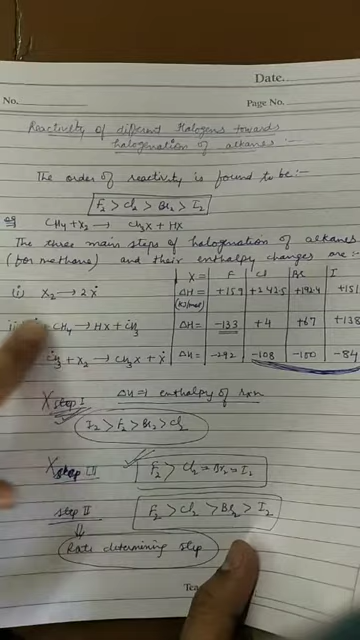 Date.
No.
Page No.
Reactivity of different Halogens towards
halogenation of alkanes :-
The order of reactivity is found to be:-
F₂ > Cl₂ > Br₂ > I₂
eg CH₄ + X₂ → CH₃X + HX
The three main steps of halogenation of alkanes
(for methane) and their enthalpy changes are :-
X = F Cl Br I
(i) X₂ → 2Ẋ ΔH = (KJ/mol) +159 +242.5 +192.4 +151
CH₄ → HX + ĊH₃ ΔH = -133 +4 +67 +138
ĊH₃ + X₂ → CH₃X + Ẋ ΔH = -292 -108 -100 -84
X Step I ΔH = enthalpy of rxn
I₂ > F₂ > Br₂ > Cl₂
X Step III F₂ > Cl₂ = Br₂ = I₂
Step II F₂ > Cl₂ > Br₂ > I₂
Rate determining step
Tea